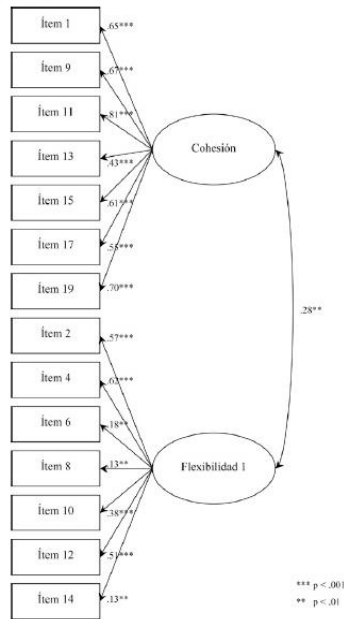 Ítem 1
.65***
Ítem 9
.67***
Ítem 11
.81***
Ítem 13
.43***
Ítem 15
.61***
Ítem 17
.55***
Ítem 19
.70***
Cohesión
.28**
Ítem 2
.57***
Ítem 4
.62***
Ítem 6
.18**
Ítem 8
.13**
Ítem 10
.38***
Ítem 12
.51***
Ítem 14
.13**
Flexibilidad 1
*** p < .001
** p < .01